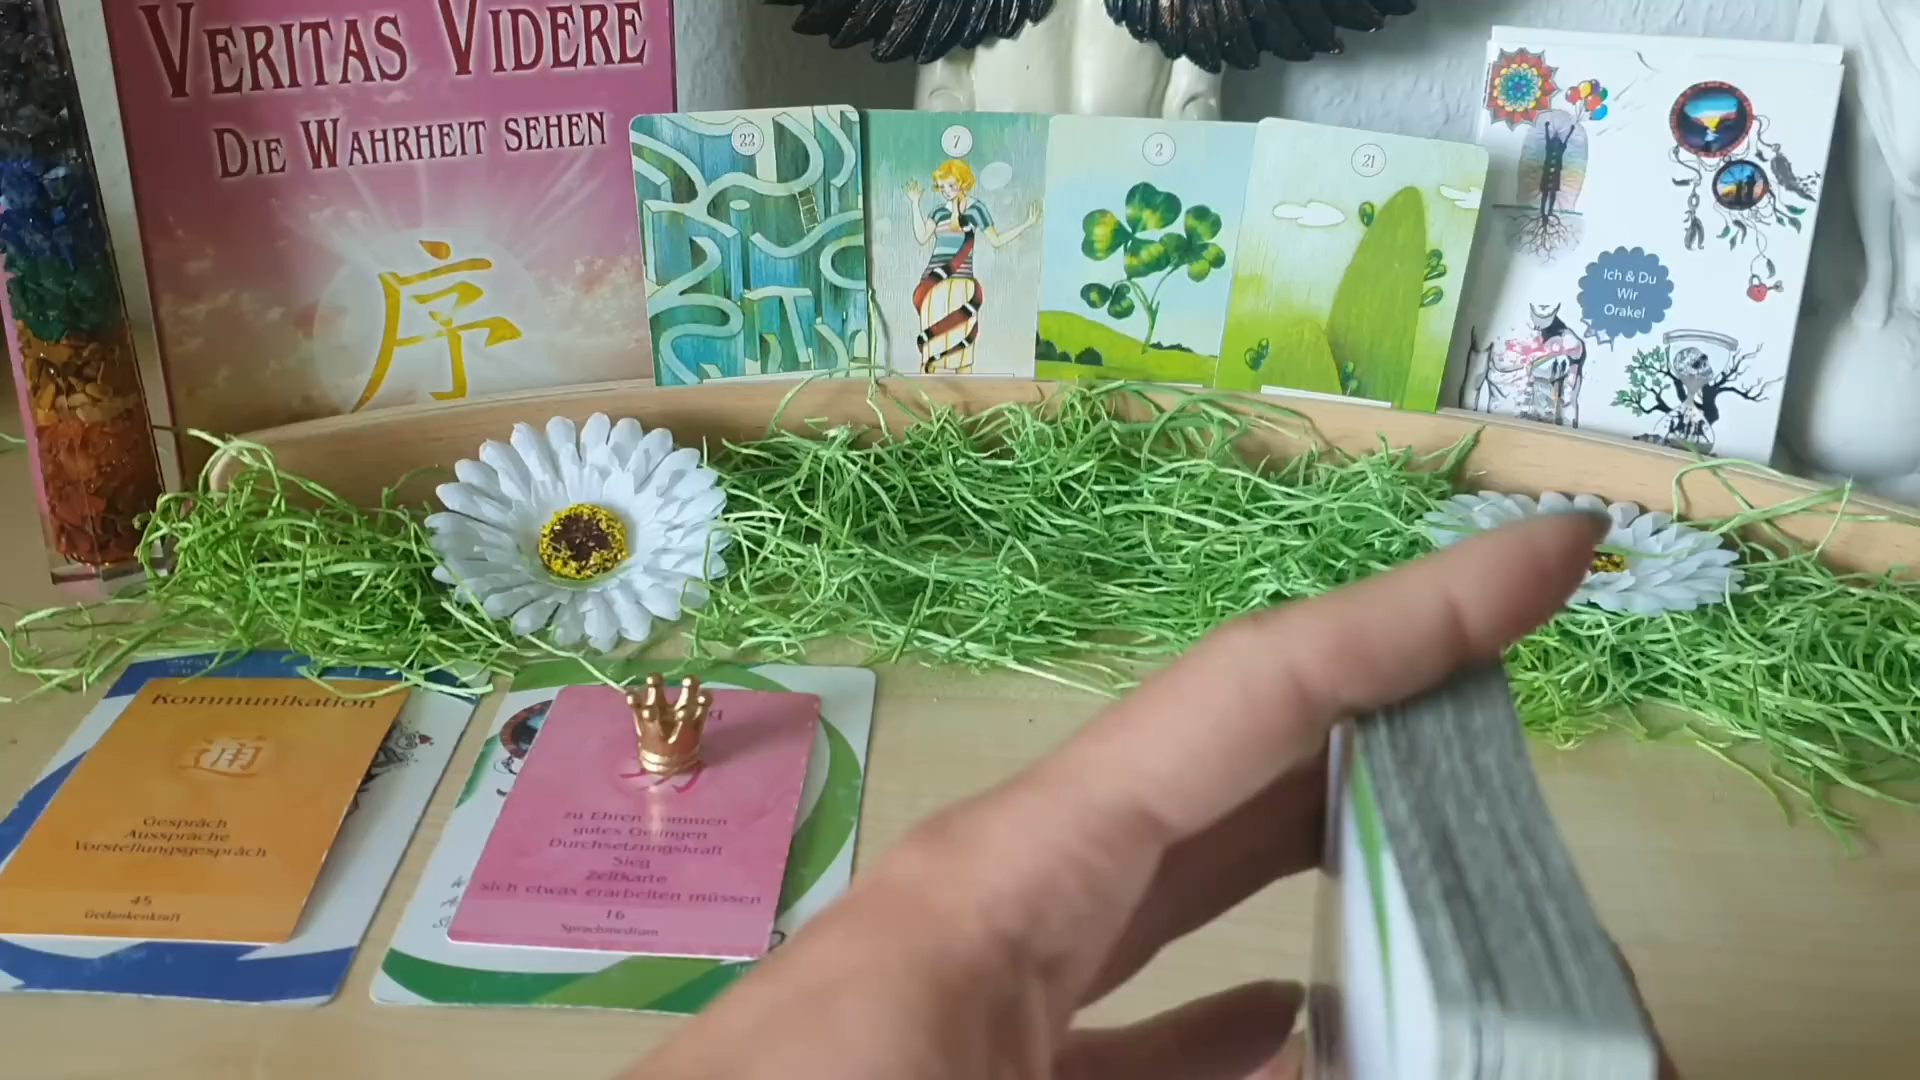 VERITAS VIDERE
DIE WAHRHEIT SEHEN
序
22
7
2
21
Ich & Du
Wir
Orakel
Kommunikation
通
Gespräch
Aussprache
Vorstellungsgespräch
45
Gedankenkraft
zu Ehren kommen
gutes Gelingen
Durchsetzungskraft
Sieg
Zeitkarte
sich etwas erarbeiten müssen
16
Sprachmedium